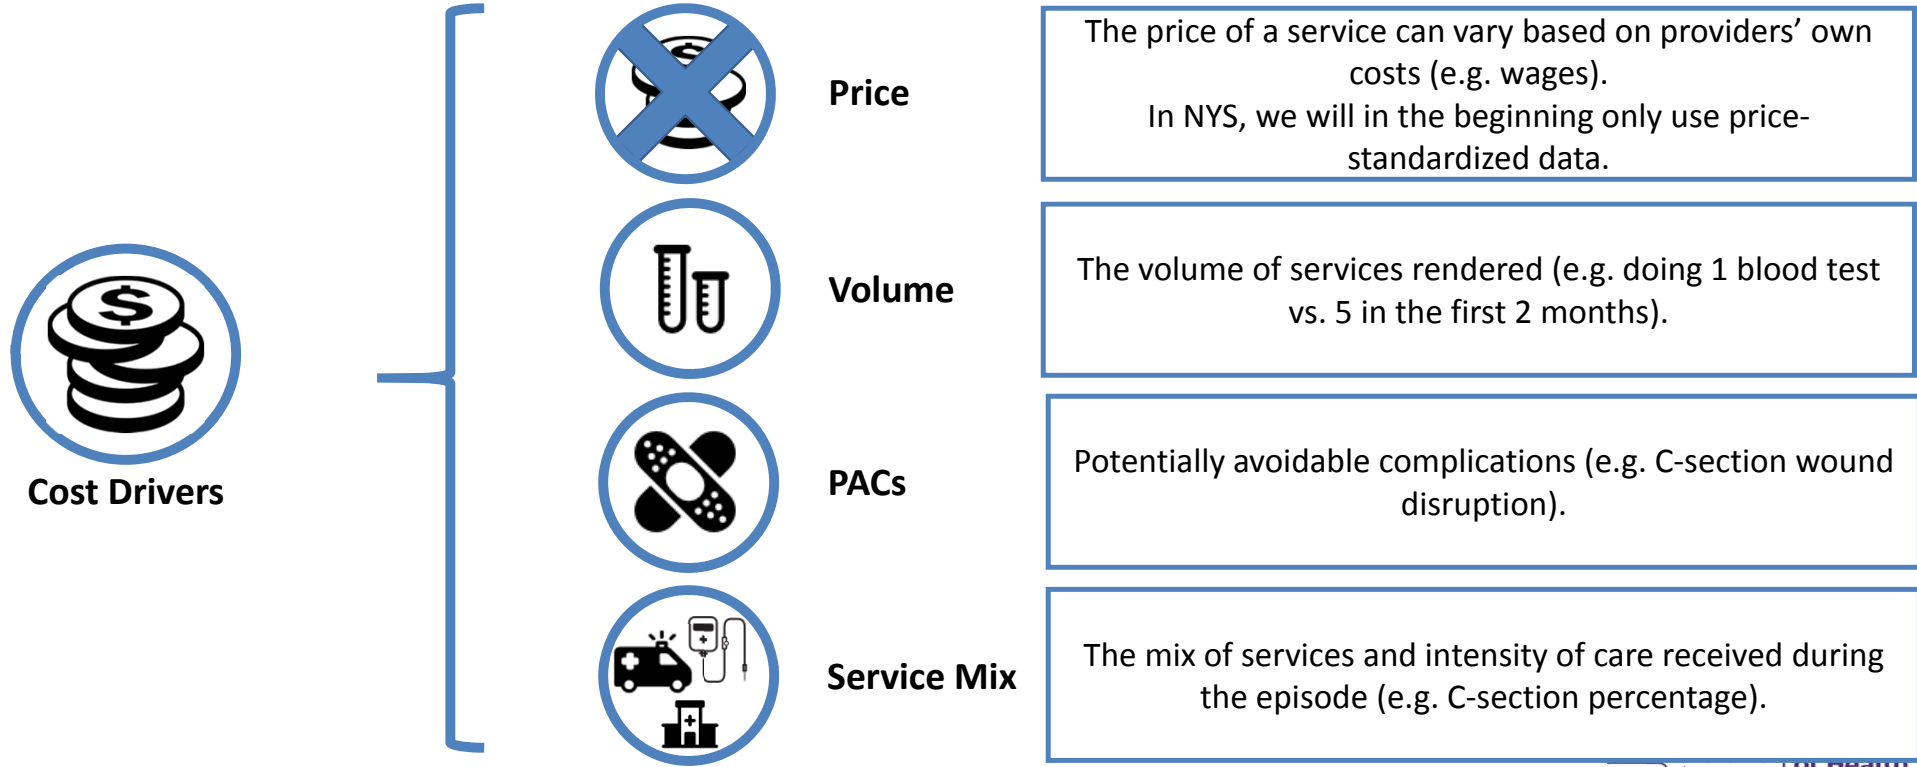 Price
The price of a service can vary based on providers’ own
costs (e.g. wages).
In NYS, we will in the beginning only use price-
standardized data.
Volume
The volume of services rendered (e.g. doing 1 blood test
vs. 5 in the first 2 months).
Cost Drivers
PACs
Potentially avoidable complications (e.g. C-section wound
disruption).
Service Mix
The mix of services and intensity of care received during
the episode (e.g. C-section percentage).
of Health